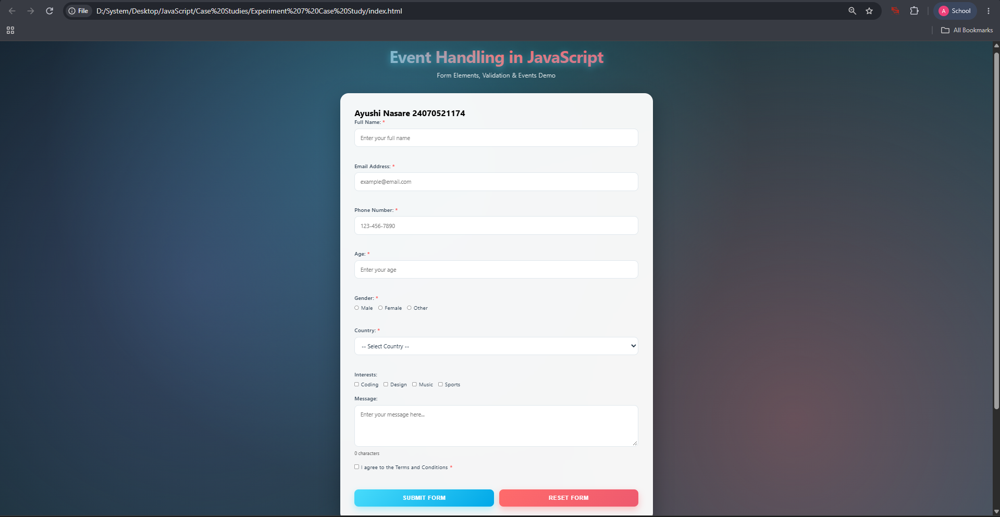 File D:/System/Desktop/JavaScript/Case%20Studies/Experiment%207%20Case%20Study/index.html A School
All Bookmarks
Event Handling in JavaScript
Form Elements, Validation & Events Demo
Ayushi Nasare 24070521174
Full Name: *
Enter your full name
Email Address: *
example@email.com
Phone Number: *
123-456-7890
Age: *
Enter your age
Gender: *
Male Female Other
Country: *
-- Select Country --
Interests:
Coding Design Music Sports
Message:
Enter your message here...
0 characters
I agree to the Terms and Conditions *
SUBMIT FORM RESET FORM